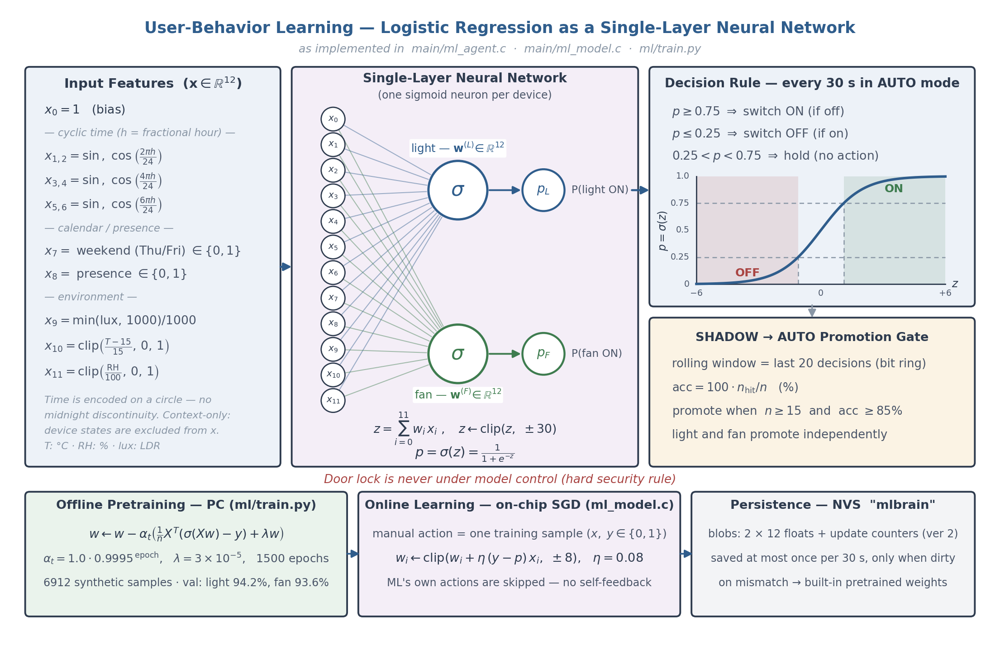 User-Behavior Learning — Logistic Regression as a Single-Layer Neural Network
as implemented in main/ml_agent.c · main/ml_model.c · ml/train.py
Input Features (x ∈ ℝ¹²)
x₀ = 1 (bias)
— cyclic time (h = fractional hour) —
x₁,₂ = sin , cos (2πh/24)
x₃,₄ = sin , cos (4πh/24)
x₅,₆ = sin , cos (6πh/24)
— calendar / presence —
x₇ = weekend (Thu/Fri) ∈ {0, 1}
x₈ = presence ∈ {0, 1}
— environment —
x₉ = min(lux, 1000)/1000
x₁₀ = clip((T − 15)/15, 0, 1)
x₁₁ = clip(RH/100, 0, 1)
Time is encoded on a circle — no
midnight discontinuity. Context-only:
device states are excluded from x.
T: °C · RH: % · lux: LDR
Single-Layer Neural Network
(one sigmoid neuron per device)
x₀
x₁
x₂
x₃
x₄
x₅
x₆
x₇
x₈
x₉
x₁₀
x₁₁
light — w⁽ᴸ⁾ ∈ ℝ¹²
σ
p_L
P(light ON)
σ
p_F
P(fan ON)
fan — w^(F) ∈ ℝ¹²
z = ∑_{i=0}^{11} wᵢ xᵢ , z ← clip(z, ±30)
p = σ(z) = 1/(1 + e^−z)
Decision Rule — every 30 s in AUTO mode
p ≥ 0.75 ⇒ switch ON (if off)
p ≤ 0.25 ⇒ switch OFF (if on)
0.25 < p < 0.75 ⇒ hold (no action)
1.0
0.75
0.5
0.25
0
p = σ(z)
ON
OFF
−6
0
+6
z
SHADOW → AUTO Promotion Gate
rolling window = last 20 decisions (bit ring)
acc = 100 · n_hit/n (%)
promote when n ≥ 15 and acc ≥ 85%
light and fan promote independently
Door lock is never under model control (hard security rule)
Offline Pretraining — PC (ml/train.py)
w ← w − αₜ(1/n Xᵀ(σ(Xw) − y) + λw)
αₜ = 1.0 · 0.9995^epoch, λ = 3 × 10⁻⁵, 1500 epochs
6912 synthetic samples · val: light 94.2%, fan 93.6%
Online Learning — on-chip SGD (ml_model.c)
manual action = one training sample (x, y ∈ {0, 1})
wᵢ ← clip(wᵢ + η (y − p) xᵢ, ±8), η = 0.08
ML's own actions are skipped — no self-feedback
Persistence — NVS "mlbrain"
blobs: 2 × 12 floats + update counters (ver 2)
saved at most once per 30 s, only when dirty
on mismatch → built-in pretrained weights